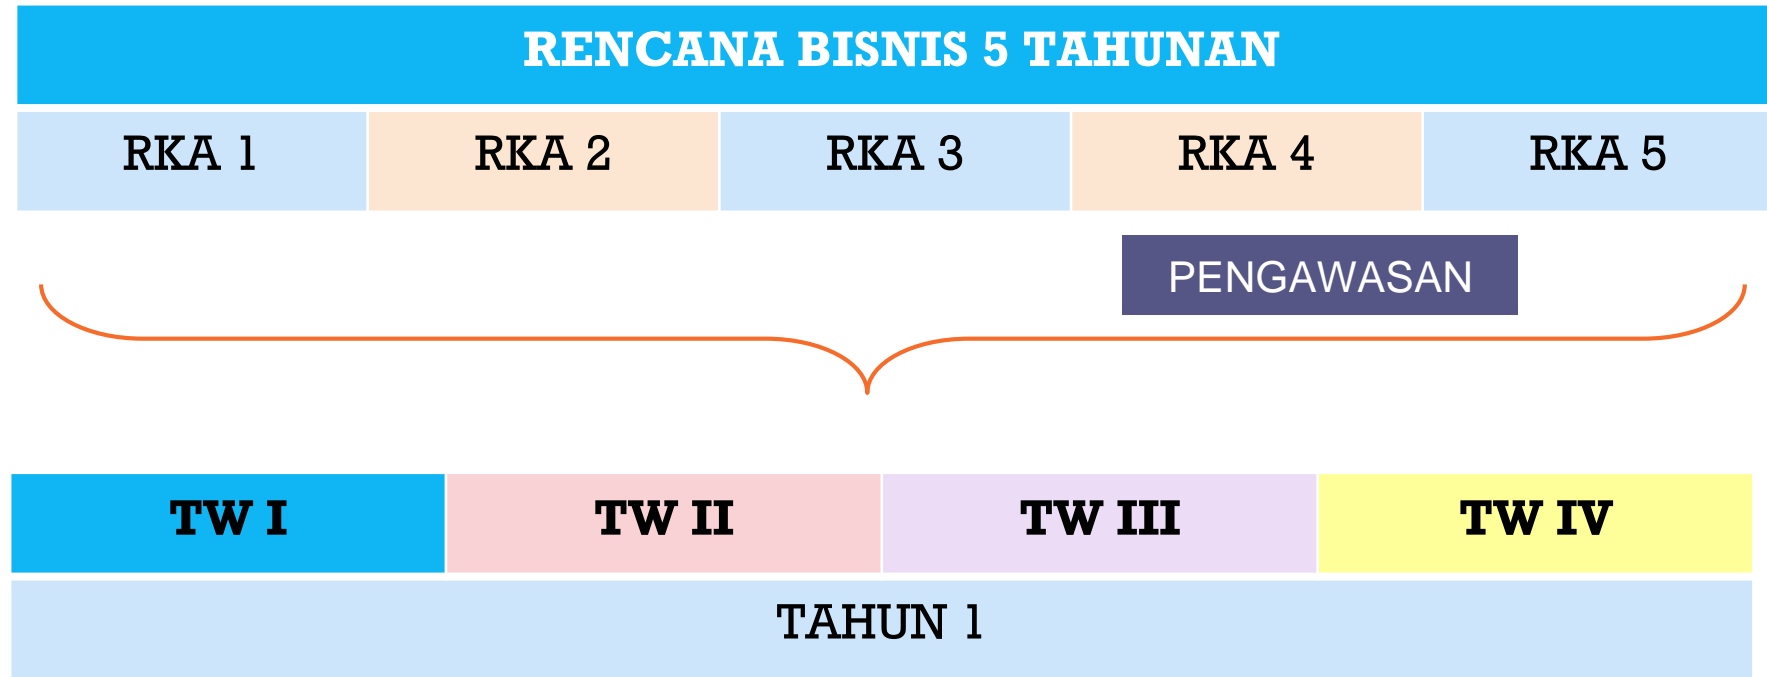 RENCANA BISNIS 5 TAHUNAN
RKA 1 RKA 2 RKA 3 RKA 4 RKA 5
PENGAWASAN
TW I TW II TW III TW IV
TAHUN 1